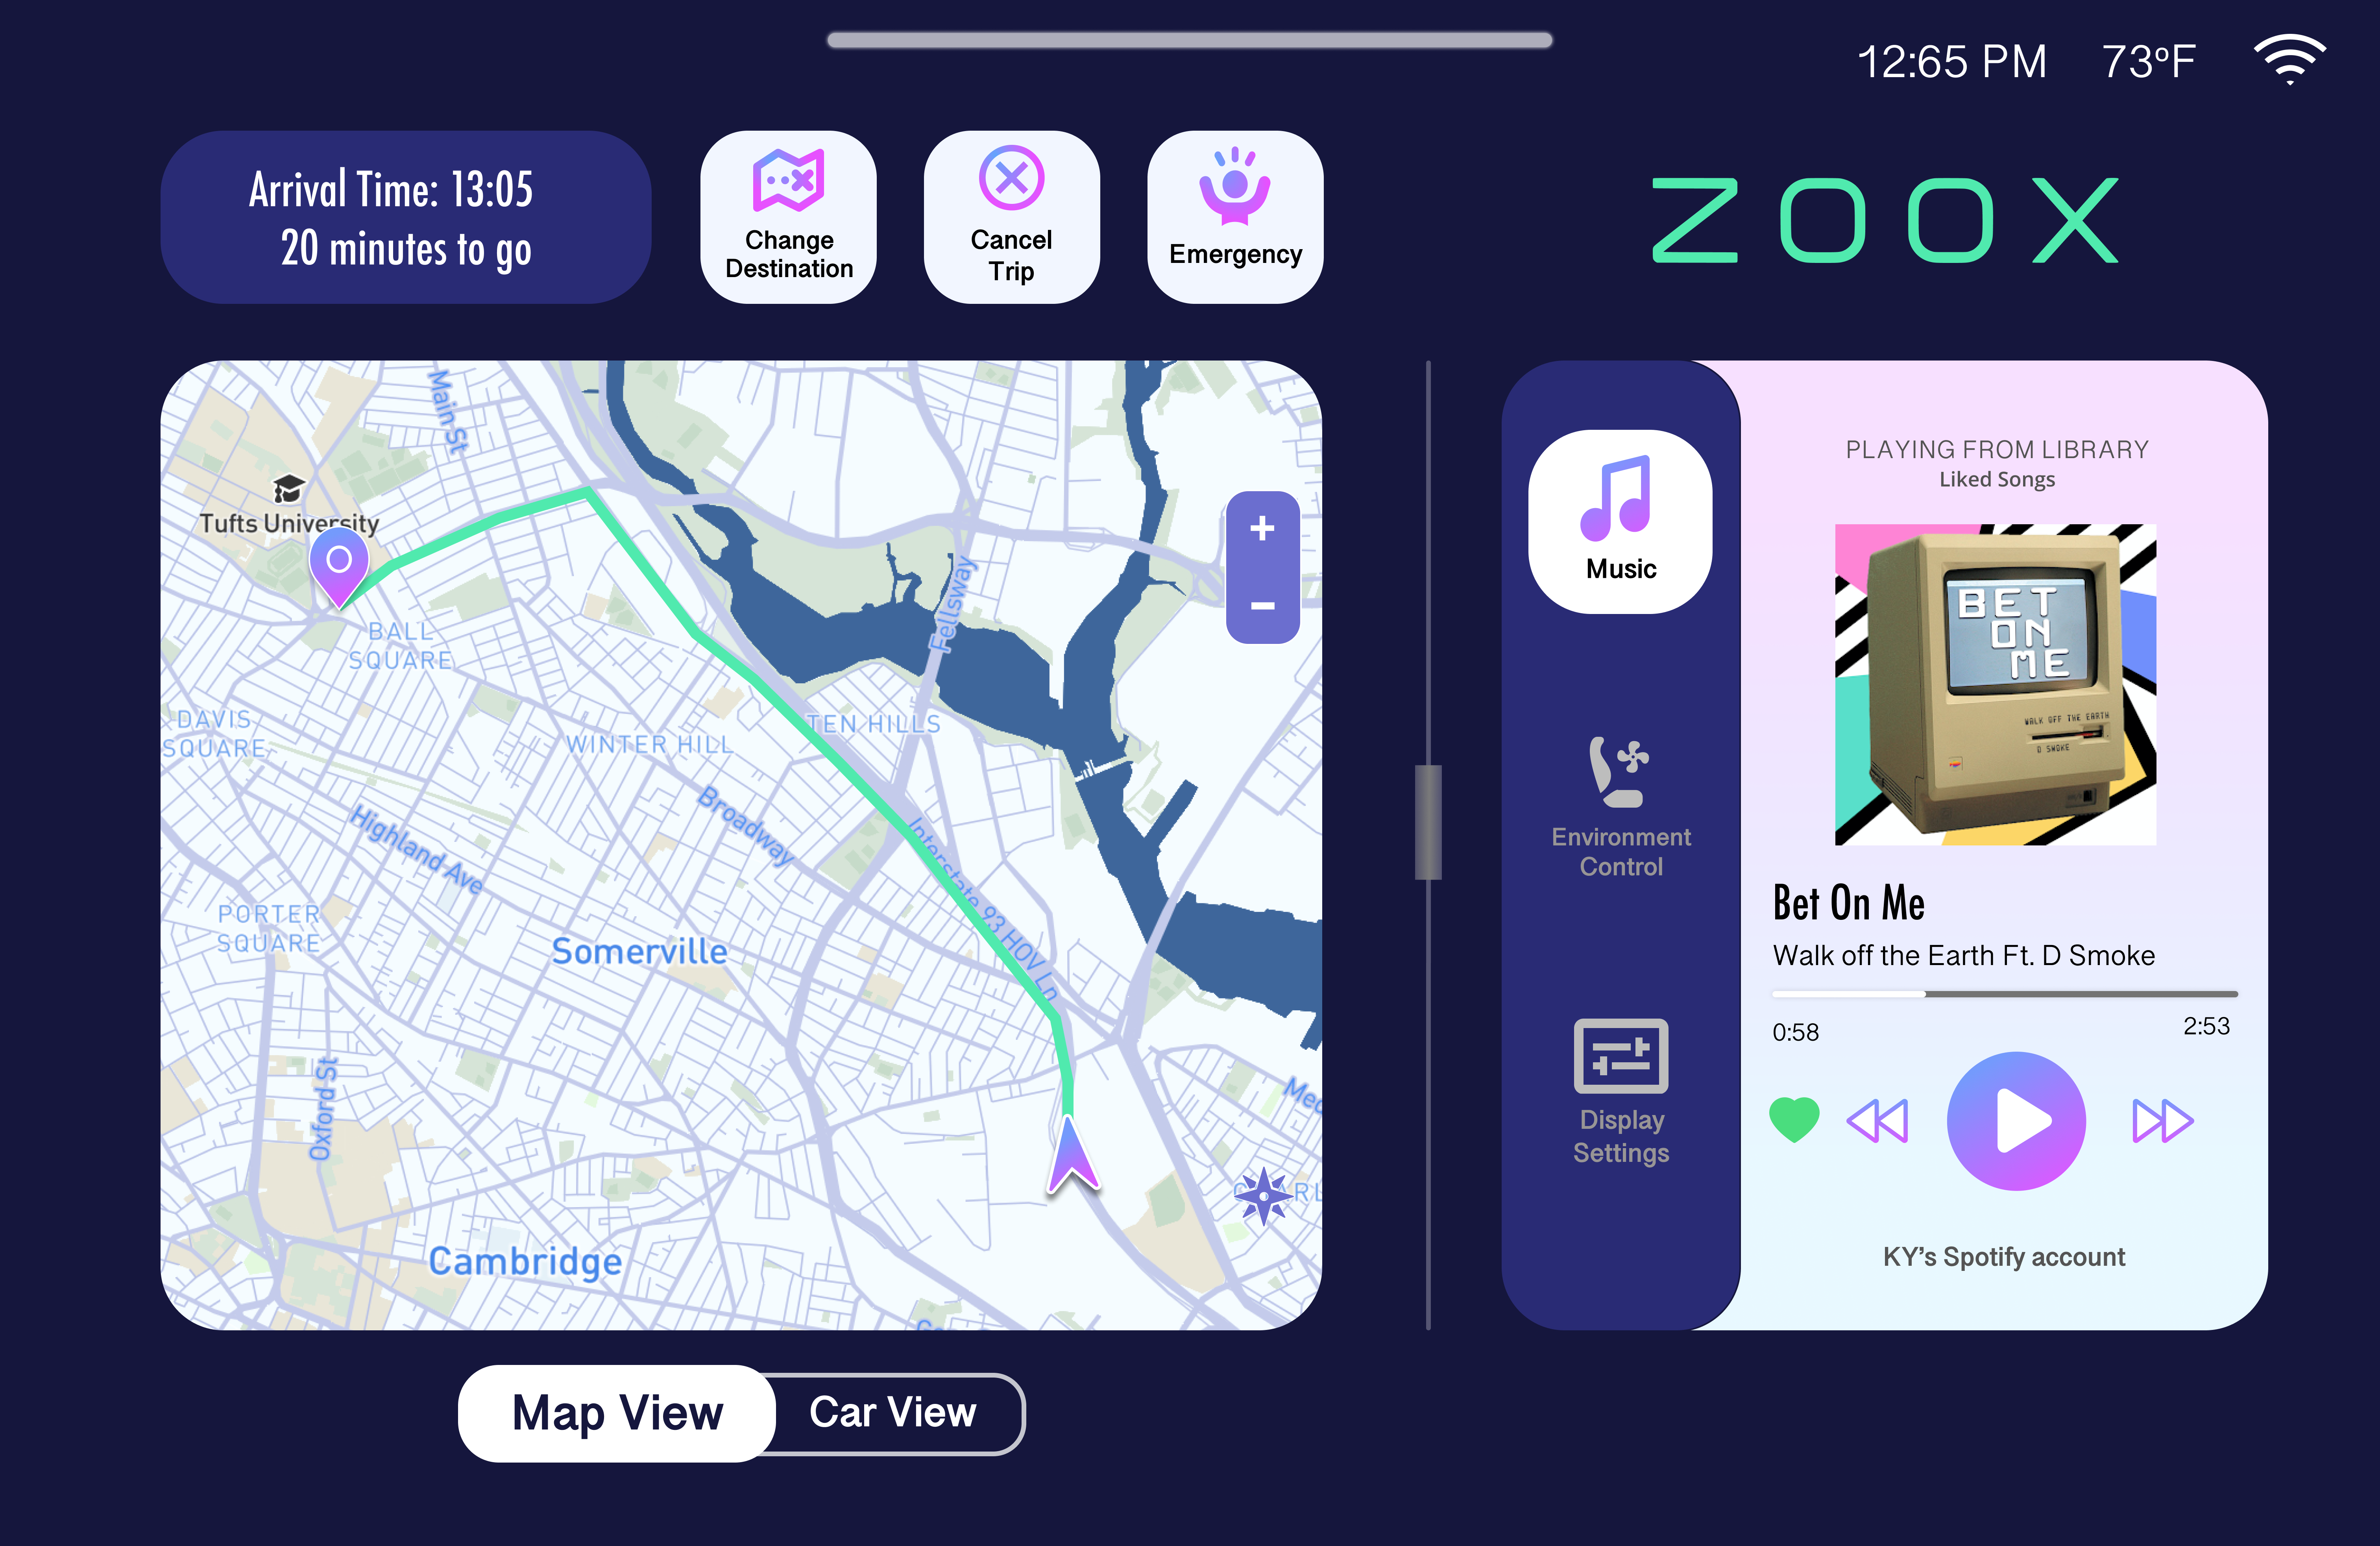 12:65 PM
73ºF
Arrival Time: 13:05
20 minutes to go
Change
Destination
Cancel
Trip
Emergency
ZOOX
Main St
Tufts University
Fellsway
+
−
BALL
SQUARE
DAVIS
SQUARE
WINTER HILL
TEN HILLS
Broadway
Highland Ave
Interstate 93 HOV Ln
PORTER
SQUARE
Somerville
Oxford St
Cambridge
Music
Environment
Control
Display
Settings
PLAYING FROM LIBRARY
Liked Songs
BET
ON
ME
WALK OFF THE EARTH
D SMOKE
Bet On Me
Walk off the Earth Ft. D Smoke
0:58
2:53
KY’s Spotify account
Map View
Car View